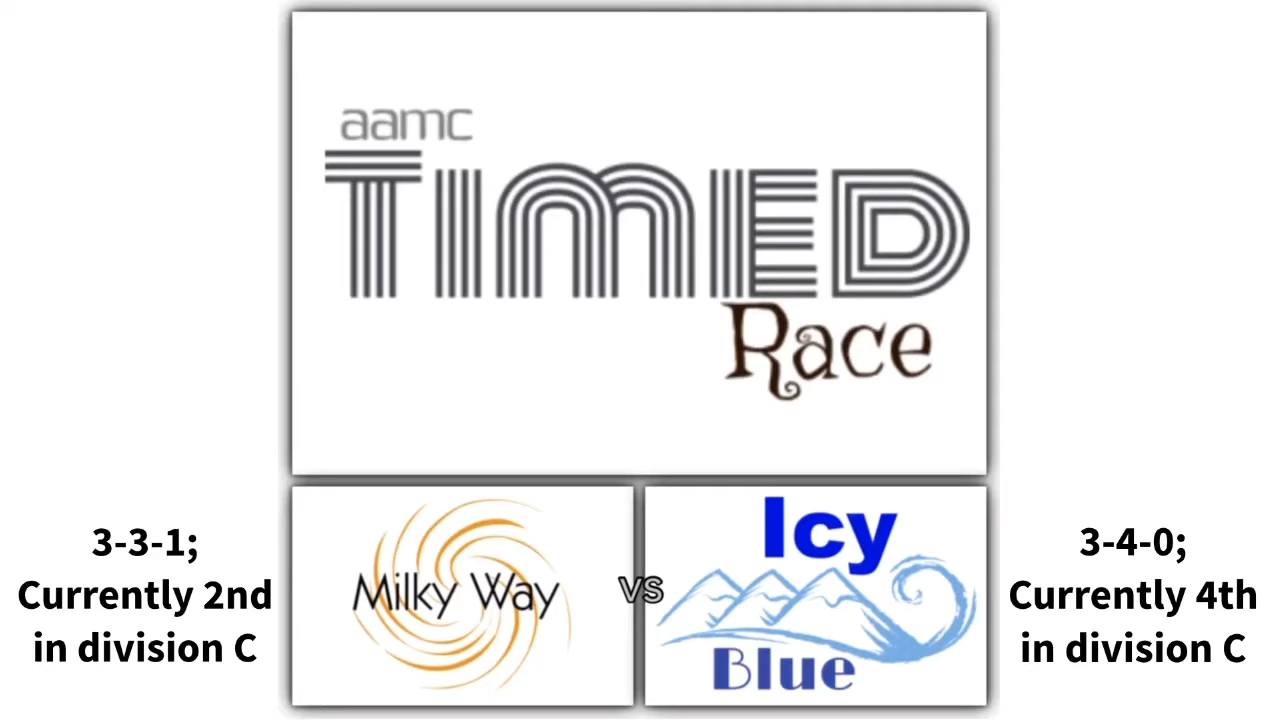 aamc
TIMED
Race
3-3-1;
Currently 2nd
in division C
Milky Way
vs
Icy
Blue
3-4-0;
Currently 4th
in division C